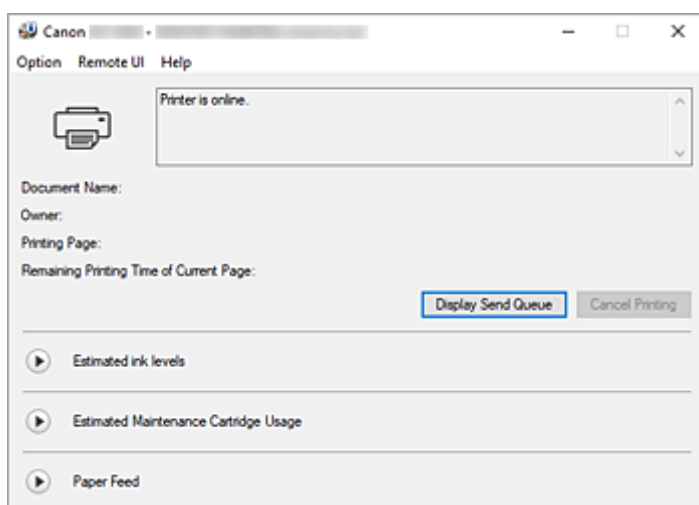 Canon -
Option Remote UI Help
Printer is online.
Document Name:
Owner:
Printing Page:
Remaining Printing Time of Current Page:
Display Send Queue Cancel Printing
Estimated ink levels
Estimated Maintenance Cartridge Usage
Paper Feed